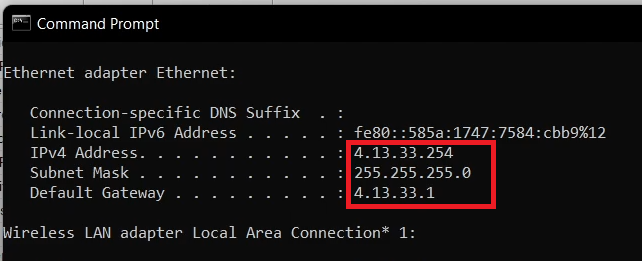 Command Prompt
Ethernet adapter Ethernet:
Connection-specific DNS Suffix . :
Link-local IPv6 Address . . . . . : fe80::585a:1747:7584:cbb9%12
IPv4 Address. . . . . . . . . . . : 4.13.33.254
Subnet Mask . . . . . . . . . . . : 255.255.255.0
Default Gateway . . . . . . . . . : 4.13.33.1
Wireless LAN adapter Local Area Connection* 1: